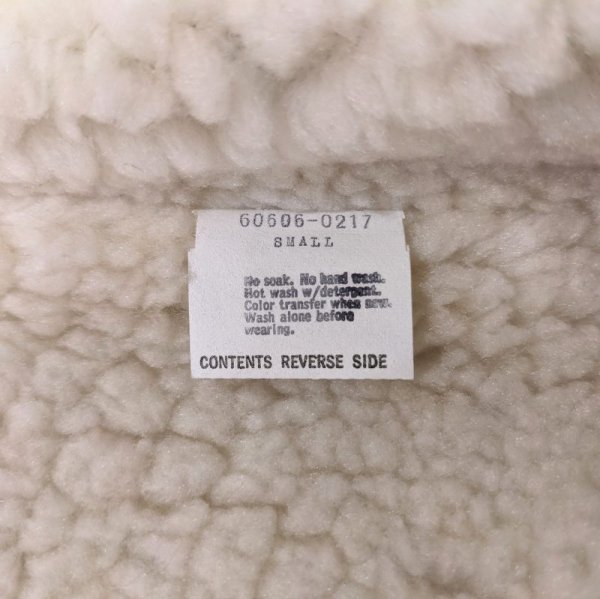 60606-0217
SMALL
No soak. No hand wash.
Hot wash w/detergent.
Color transfer when new.
Wash alone before
wearing.
CONTENTS REVERSE SIDE